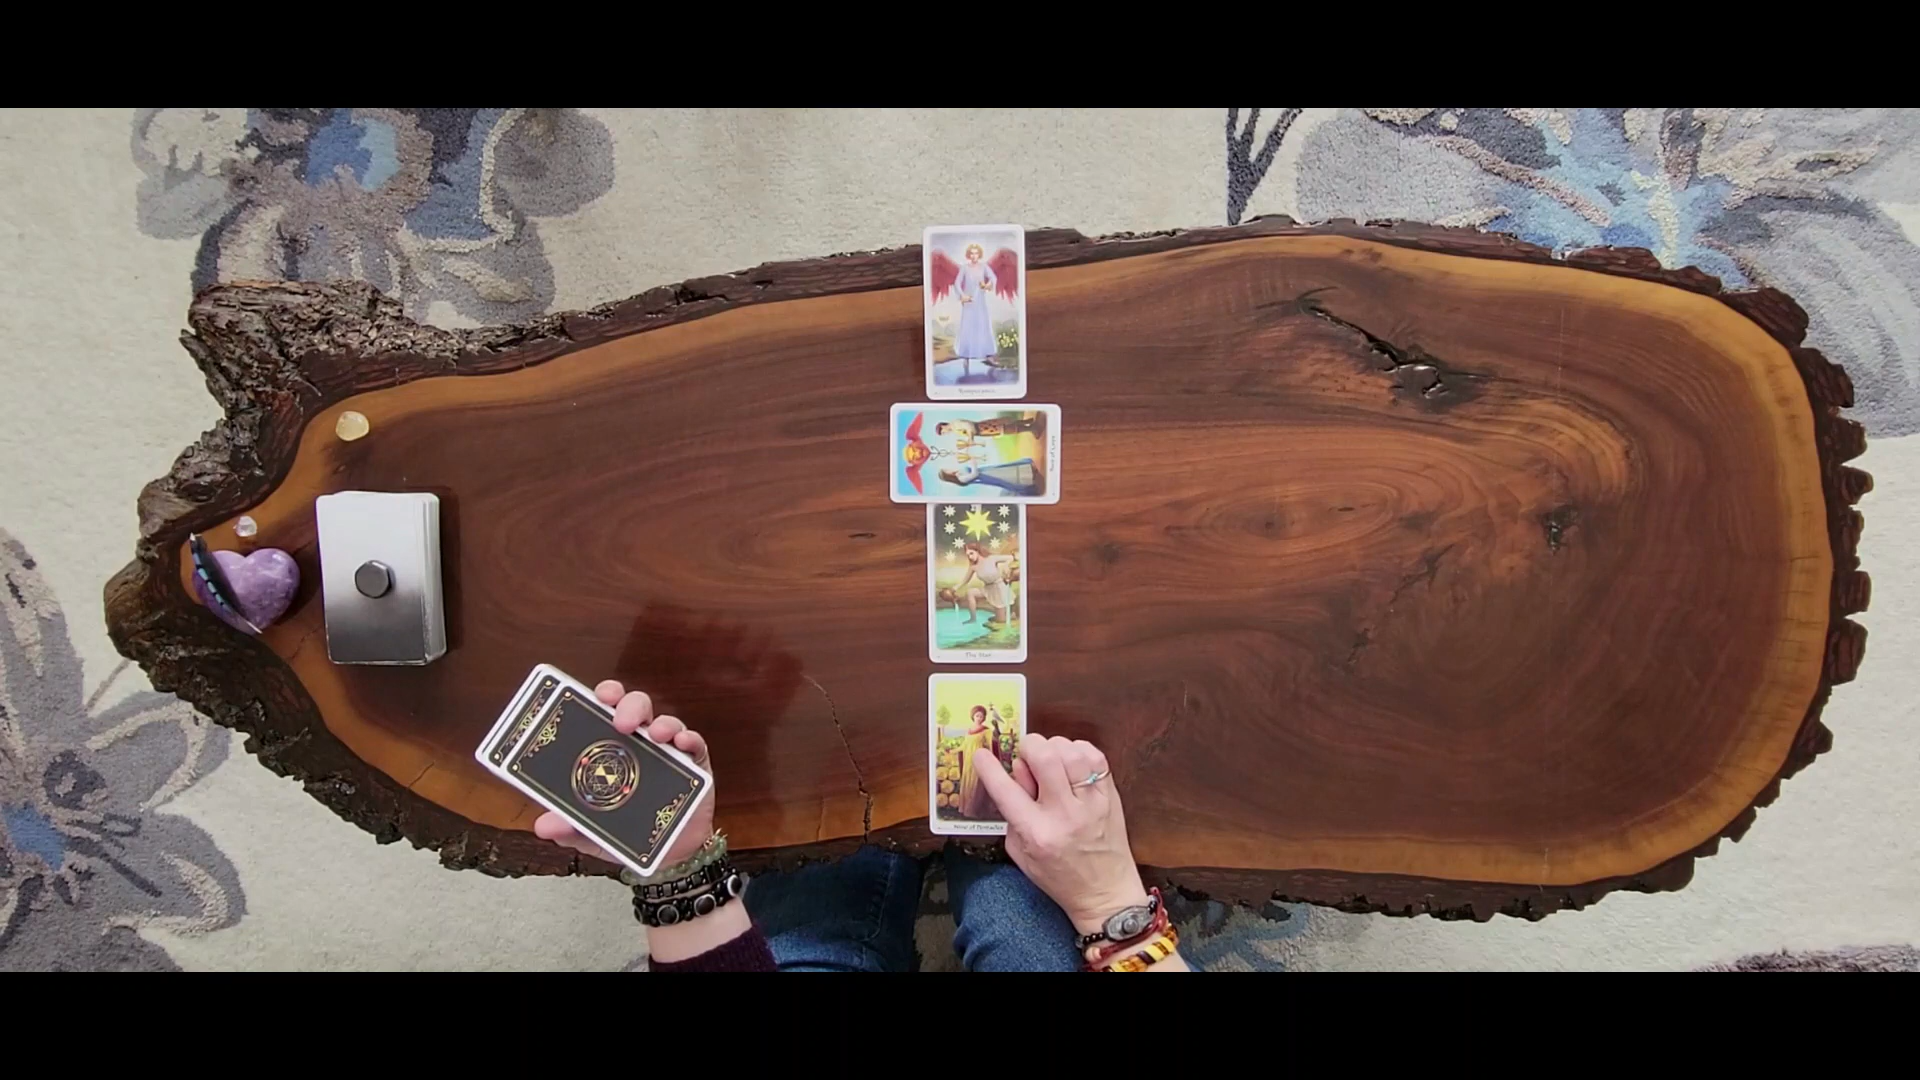 Temperance
Two of Cups
The Star
Nine of Pentacles